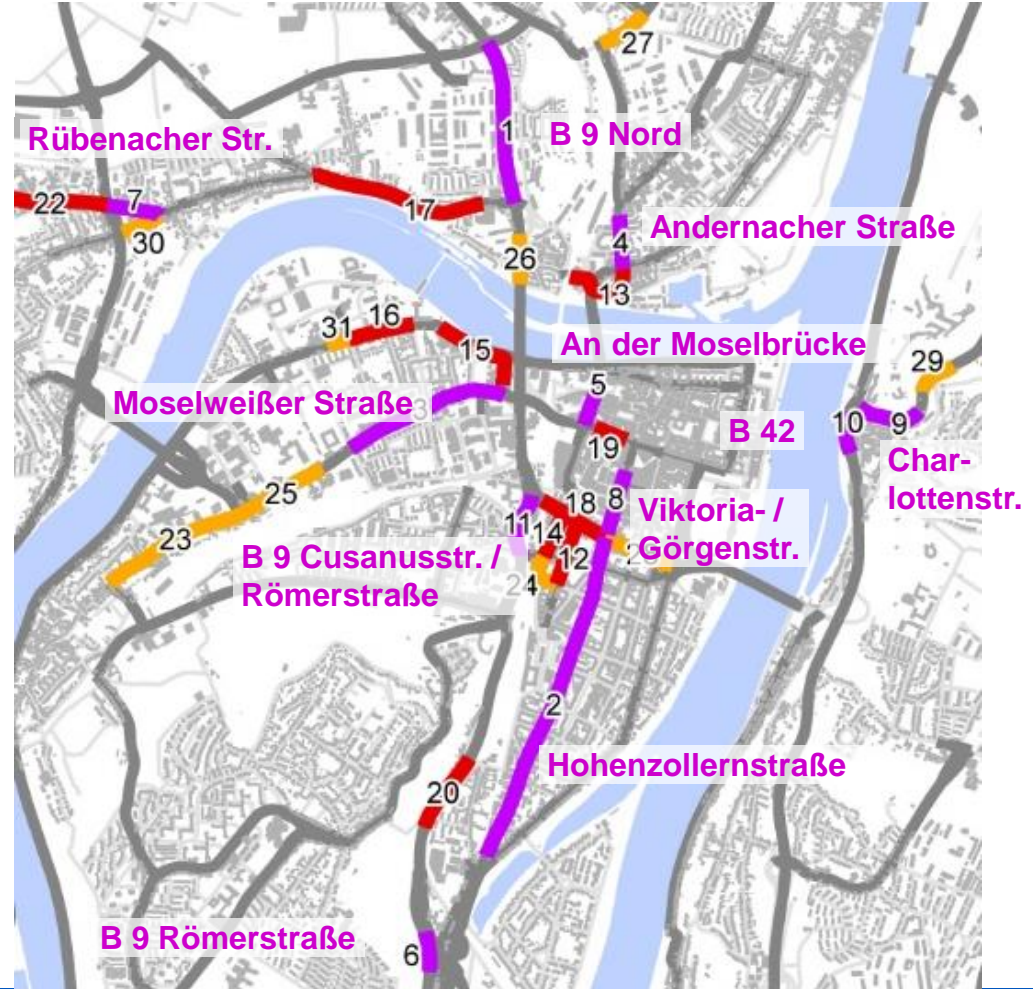 27
Rübenacher Str.
1
B 9 Nord
22
7
17
30
4
Andernacher Straße
26
13
31
16
15
An der Moselbrücke
29
5
Moselweißer Straße
3
B 42
10
9
19
Char-
lottenstr.
25
18
8
Viktoria- /
Görgenstr.
11
14
23
12
B 9 Cusanusstr. /
Römerstraße
24
2
Hohenzollernstraße
20
B 9 Römerstraße
6